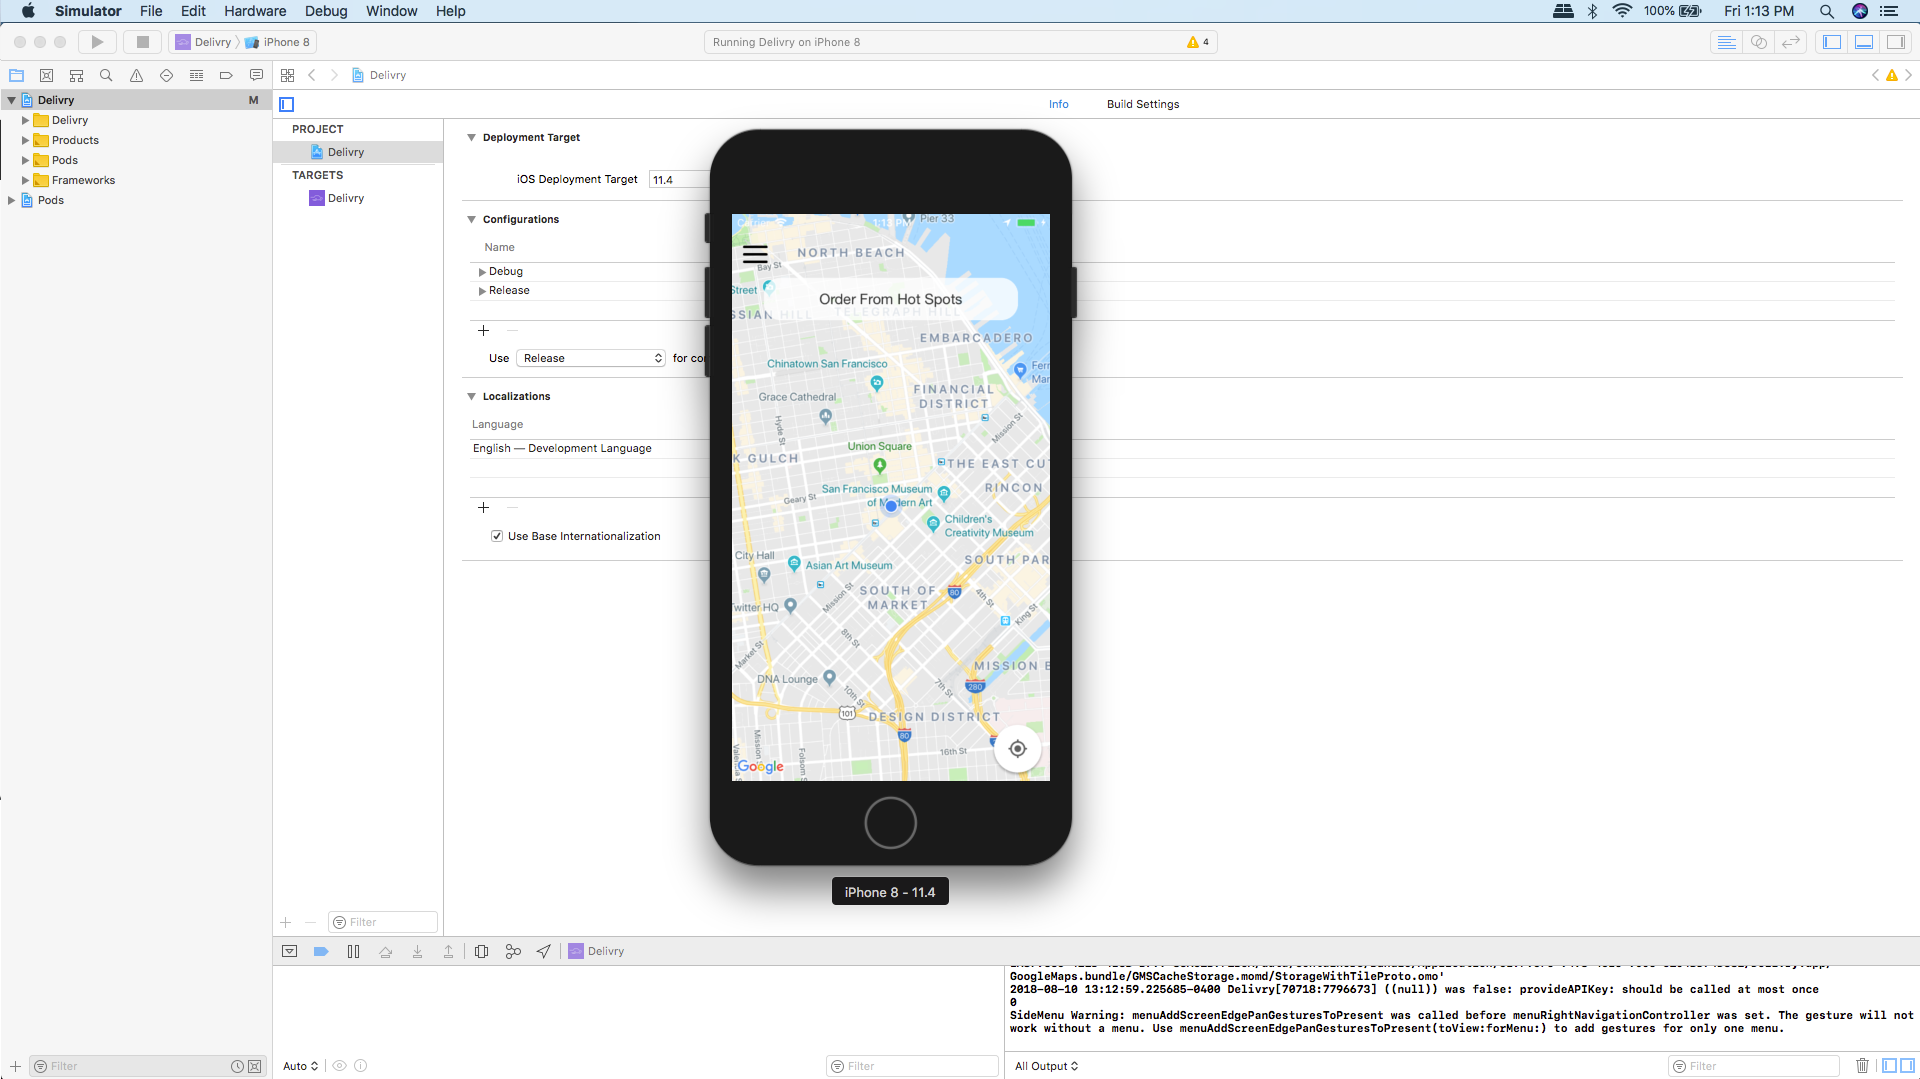 Simulator File Edit Hardware Debug Window Help
100% Fri 1:13 PM
Delivry iPhone 8
Running Delivry on iPhone 8
4
Delivry
Delivry M
Delivry
Products
Pods
Frameworks
Pods
Info Build Settings
PROJECT
Delivry
TARGETS
Delivry
Deployment Target
iOS Deployment Target 11.4
Configurations
Name
Debug
Release
Use Release for co
Localizations
Language
English — Development Language
Use Base Internationalization
Pier 33
NORTH BEACH
Bay St
Street
Order From Hot Spots
SSIAN HILL TELEGRAPH HILL
EMBARCADERO
Chinatown San Francisco
Ferr
Mar
Grace Cathedral
FINANCIAL
DISTRICT
Hyde St
Mission St
Union Square
K GULCH
THE EAST CU
San Francisco Museum
of Modern Art
RINCON
Geary St
Children's
Creativity Museum
City Hall
Asian Art Museum
SOUTH PAR
SOUTH OF
MARKET
80
4th St
Mission St
Twitter HQ
King St
8th St
Market St
MISSION B
DNA Lounge
280
7th St
10th St
101
DESIGN DISTRICT
80
16th St
Folsom S
Google
iPhone 8 - 11.4
Filter
Delivry
GoogleMaps.bundle/GMSCacheStorage.momd/StorageWithTileProto.omo'
2018-08-10 13:12:59.225685-0400 Delivry[70718:7796673] ((null)) was false: provideAPIKey: should be called at most once
0
SideMenu Warning: menuAddScreenEdgePanGesturesToPresent was called before menuRightNavigationController was set. The gesture will not
work without a menu. Use menuAddScreenEdgePanGesturesToPresent(toView:forMenu:) to add gestures for only one menu.
Filter
Auto
Filter
All Output
Filter